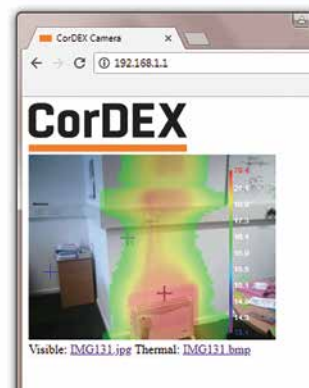 CorDEX Camera
192.168.1.1
CorDEX
Visible: IMG131.jpg Thermal: IMG131.bmp